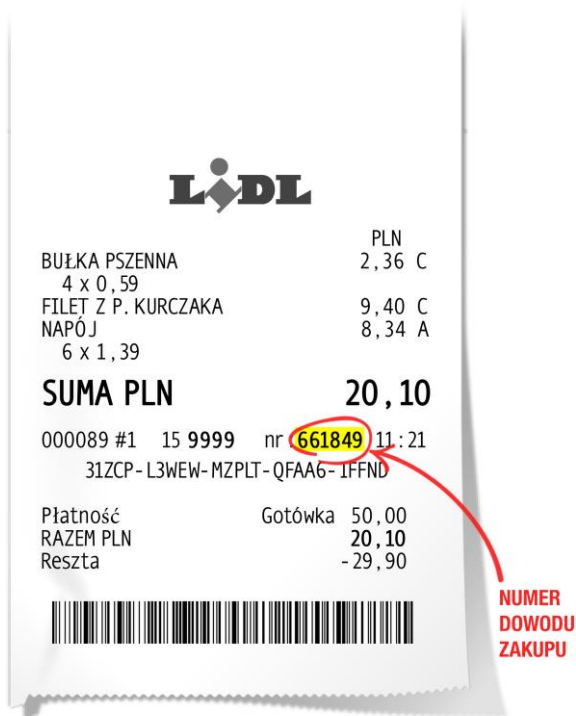 LIDL
PLN
BUŁKA PSZENNA 2,36 C
4 x 0,59
FILET Z P. KURCZAKA 9,40 C
NAPÓJ 8,34 A
6 x 1,39
SUMA PLN 20,10
000089 #1 15 9999 nr 661849 11:21
31ZCP-L3WEW-MZPLT-QFAA6-IFFND
Płatność Gotówka 50,00
RAZEM PLN 20,10
Reszta -29,90
NUMER
DOWODU
ZAKUPU